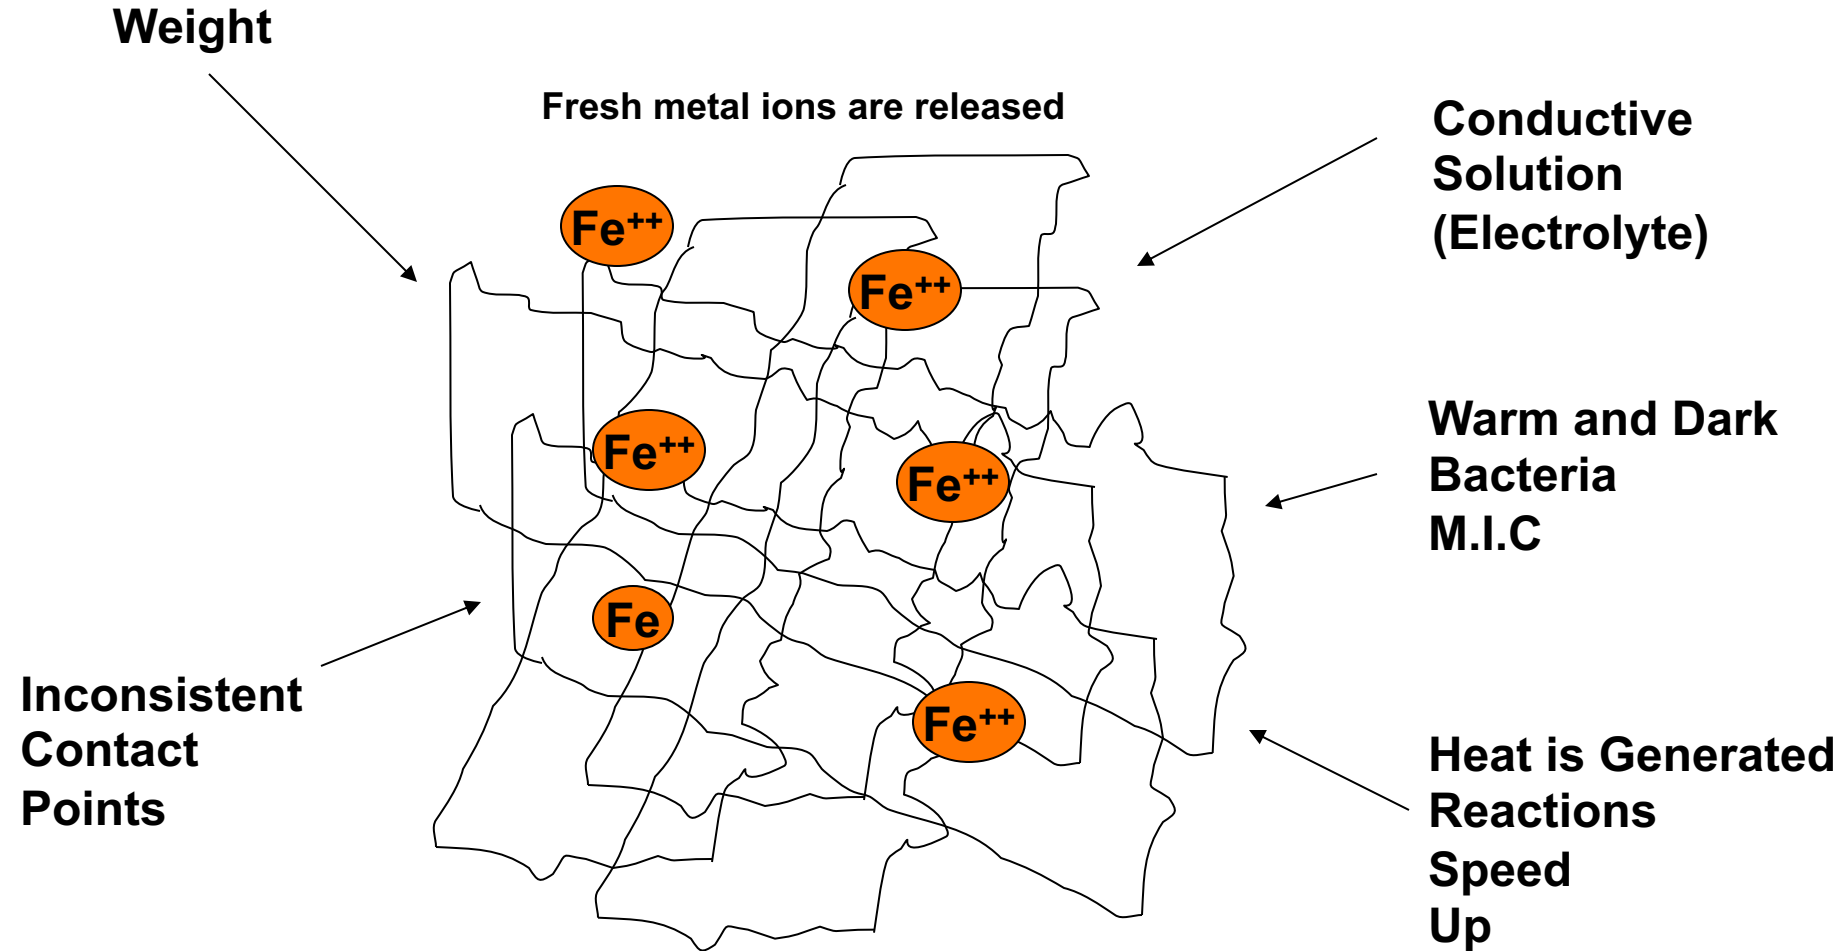 Weight
Fresh metal ions are released
Conductive
Solution
(Electrolyte)
Fe++
Fe++
Fe++
Fe++
Warm and Dark
Bacteria
M.I.C
Fe
Inconsistent
Contact
Points
Fe++
Heat is Generated
Reactions
Speed
Up